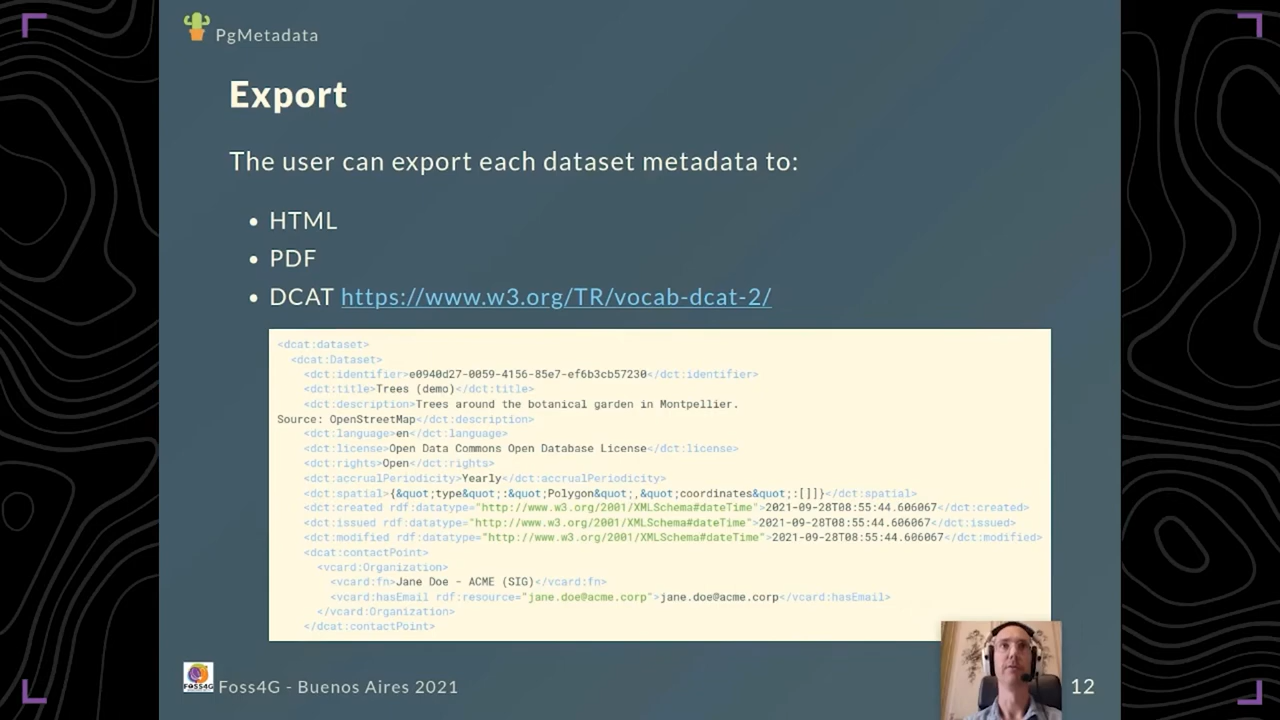 PgMetadata
Export
The user can export each dataset metadata to:
• HTML
• PDF
• DCAT https://www.w3.org/TR/vocab-dcat-2/
<dcat:dataset>
<dcat:Dataset>
<dct:identifier>e0940d27-0059-4156-85e7-ef6b3cb57230</dct:identifier>
<dct:title>Trees (demo)</dct:title>
<dct:description>Trees around the botanical garden in Montpellier.
Source: OpenStreetMap</dct:description>
<dct:language>en</dct:language>
<dct:license>Open Data Commons Open Database License</dct:license>
<dct:rights>Open</dct:rights>
<dct:accrualPeriodicity>Yearly</dct:accrualPeriodicity>
<dct:spatial>{&quot;type&quot;:&quot;Polygon&quot;,&quot;coordinates&quot;:[]]}</dct:spatial>
<dct:created rdf:datatype="http://www.w3.org/2001/XMLSchema#dateTime">2021-09-28T08:55:44.606067</dct:created>
<dct:issued rdf:datatype="http://www.w3.org/2001/XMLSchema#dateTime">2021-09-28T08:55:44.606067</dct:issued>
<dct:modified rdf:datatype="http://www.w3.org/2001/XMLSchema#dateTime">2021-09-28T08:55:44.606067</dct:modified>
<dcat:contactPoint>
<vcard:Organization>
<vcard:fn>Jane Doe - ACME (SIG)</vcard:fn>
<vcard:hasEmail rdf:resource="jane.doe@acme.corp">jane.doe@acme.corp</vcard:hasEmail>
</vcard:Organization>
</dcat:contactPoint>
FOSS4G
Foss4G - Buenos Aires 2021
12